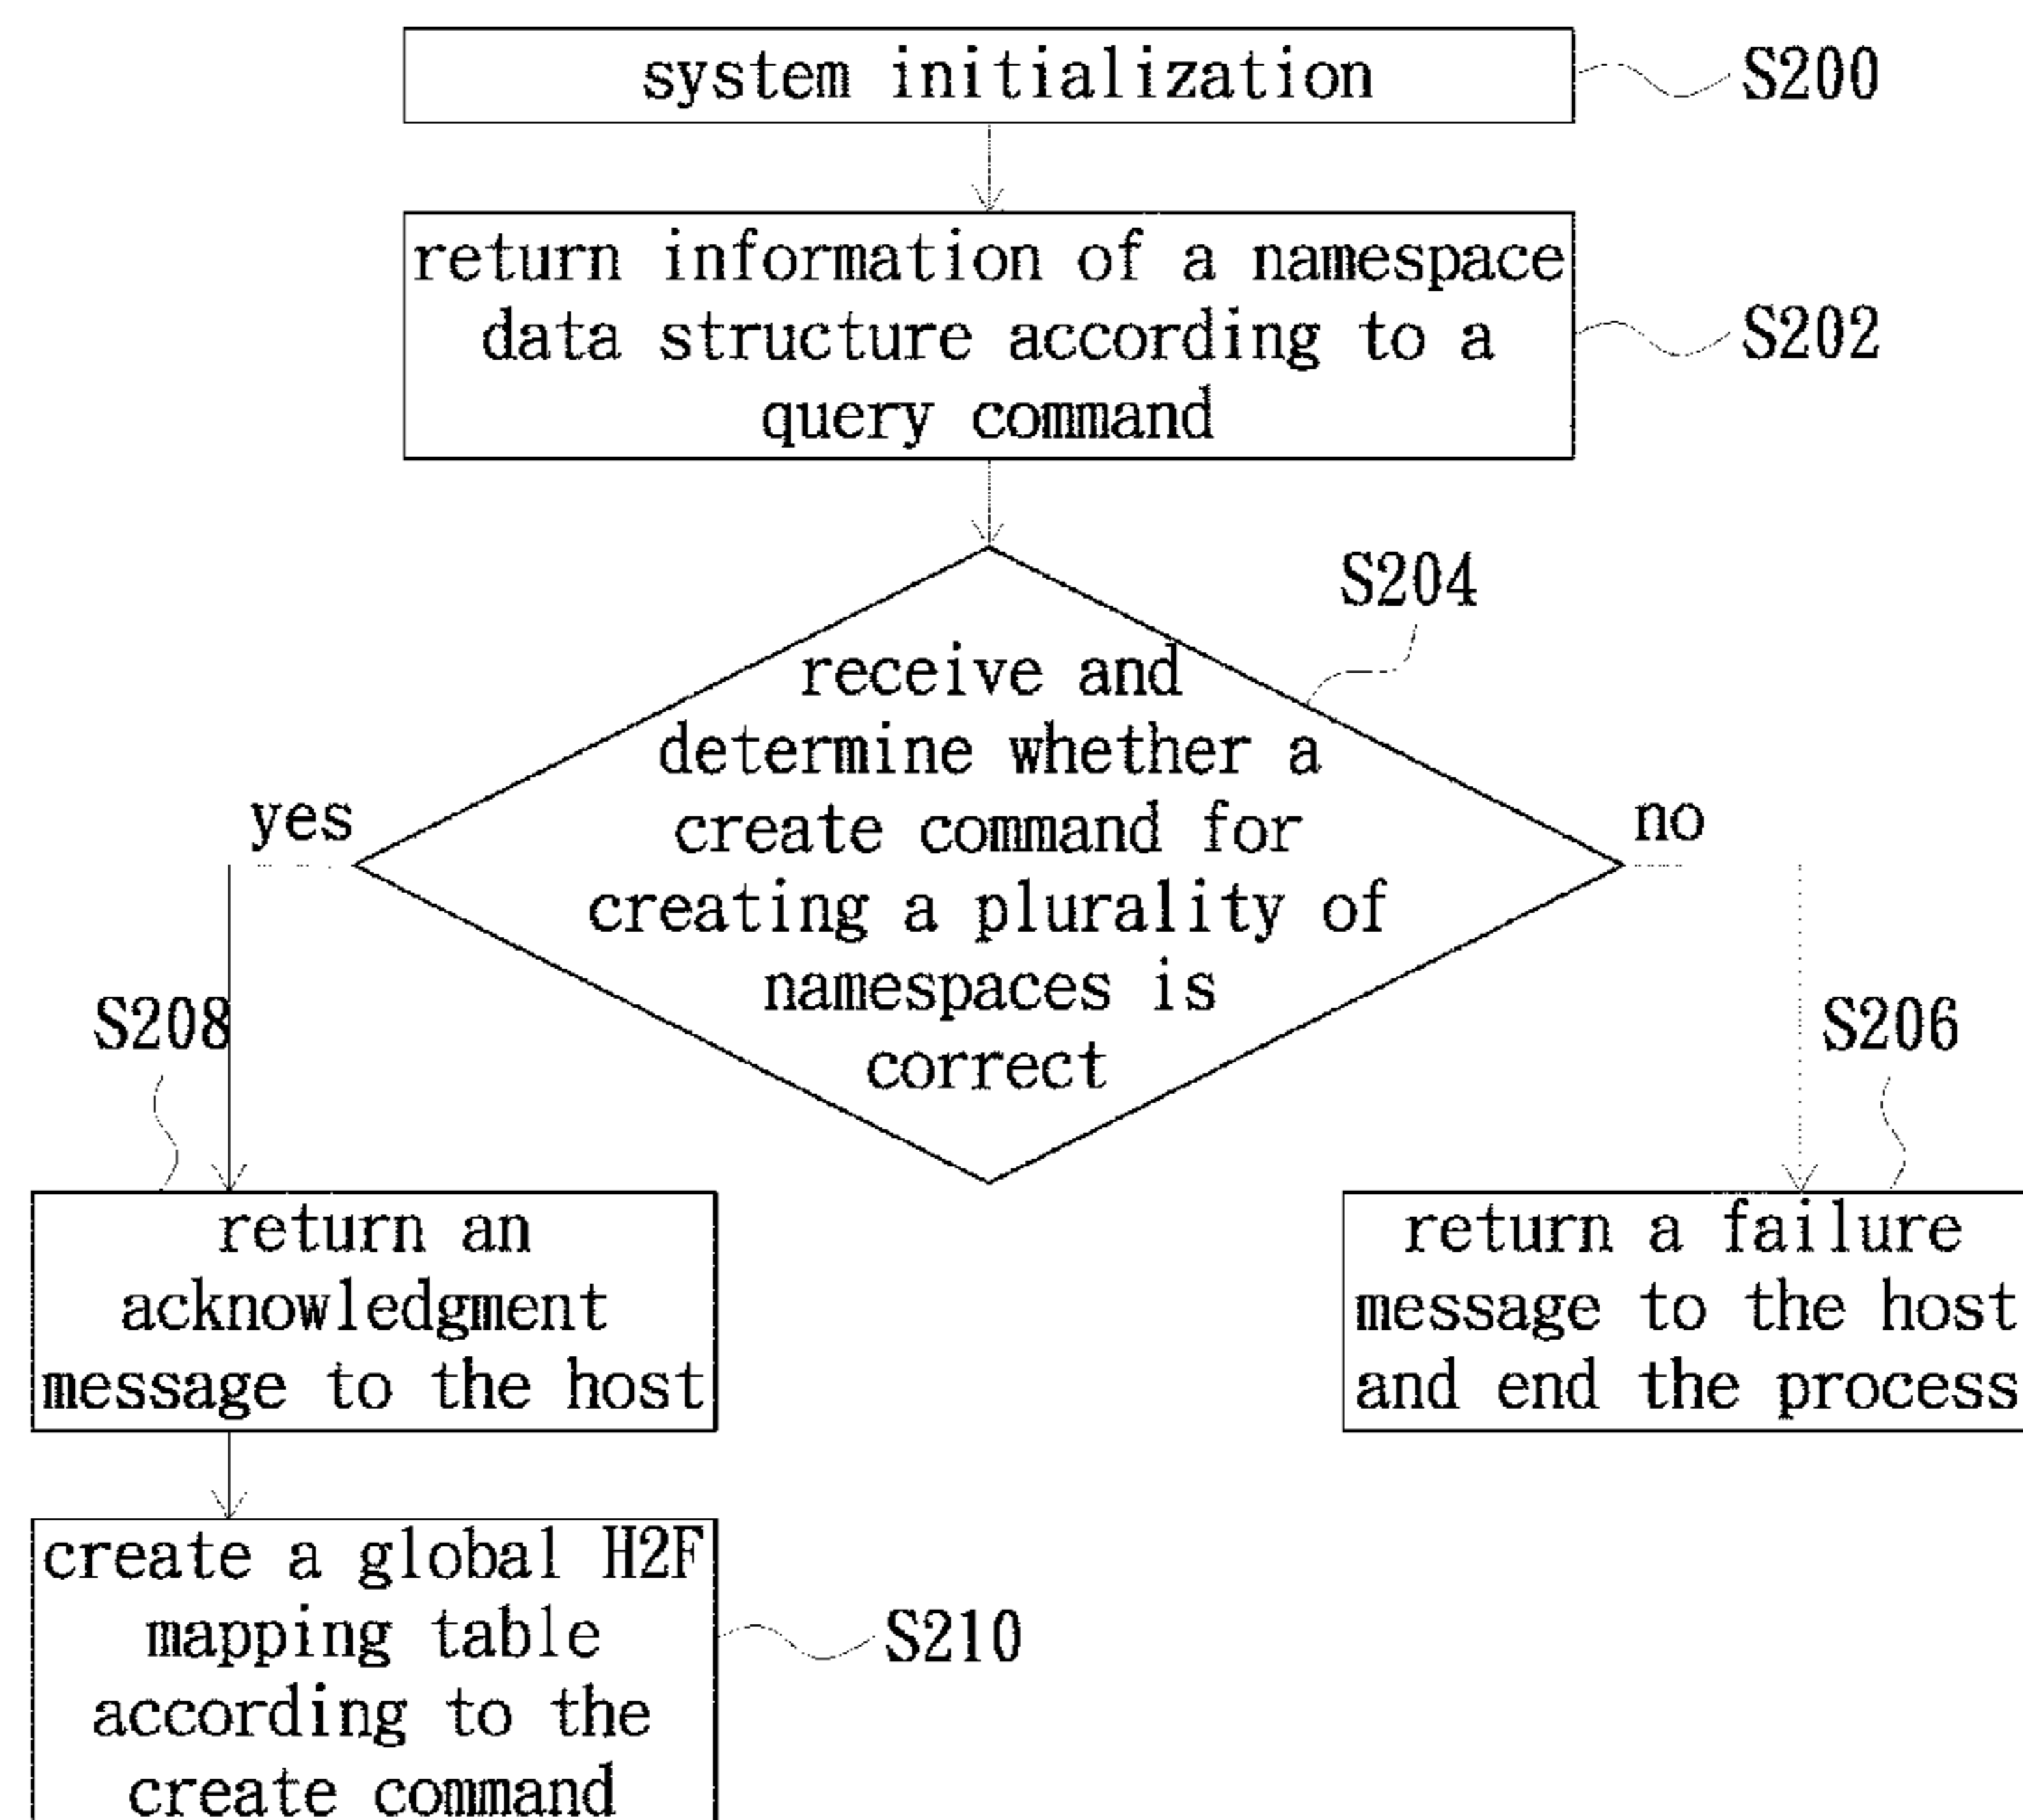 system initialization
S200
return information of a namespace
data structure according to a
query command
S202
S204
receive and
determine whether a
create command for
creating a plurality of
namespaces is
correct
yes
no
S208
S206
return an
acknowledgment
message to the host
return a failure
message to the host
and end the process
create a global H2F
mapping table
according to the
create command
S210